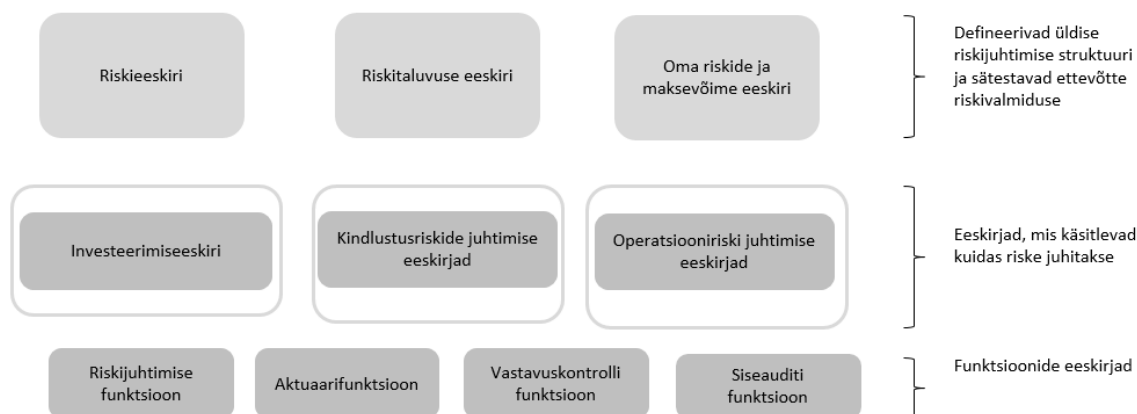 Riskieeskiri
Riskitaluvuse eeskiri
Oma riskide ja
maksevõime eeskiri
Defineerivad üldise
riskijuhtimise struktuuri
ja sätestavad ettevõtte
riskivalmiduse
Investeerimiseeskiri
Kindlustusriskide juhtimise
eeskirjad
Operatsiooniriski juhtimise
eeskirjad
Eeskirjad, mis käsitlevad
kuidas riske juhitakse
Riskijuhtimise
funktsioon
Aktuaarifunktsioon
Vastavuskontrolli
funktsioon
Siseauditi
funktsioon
Funktsioonide eeskirjad